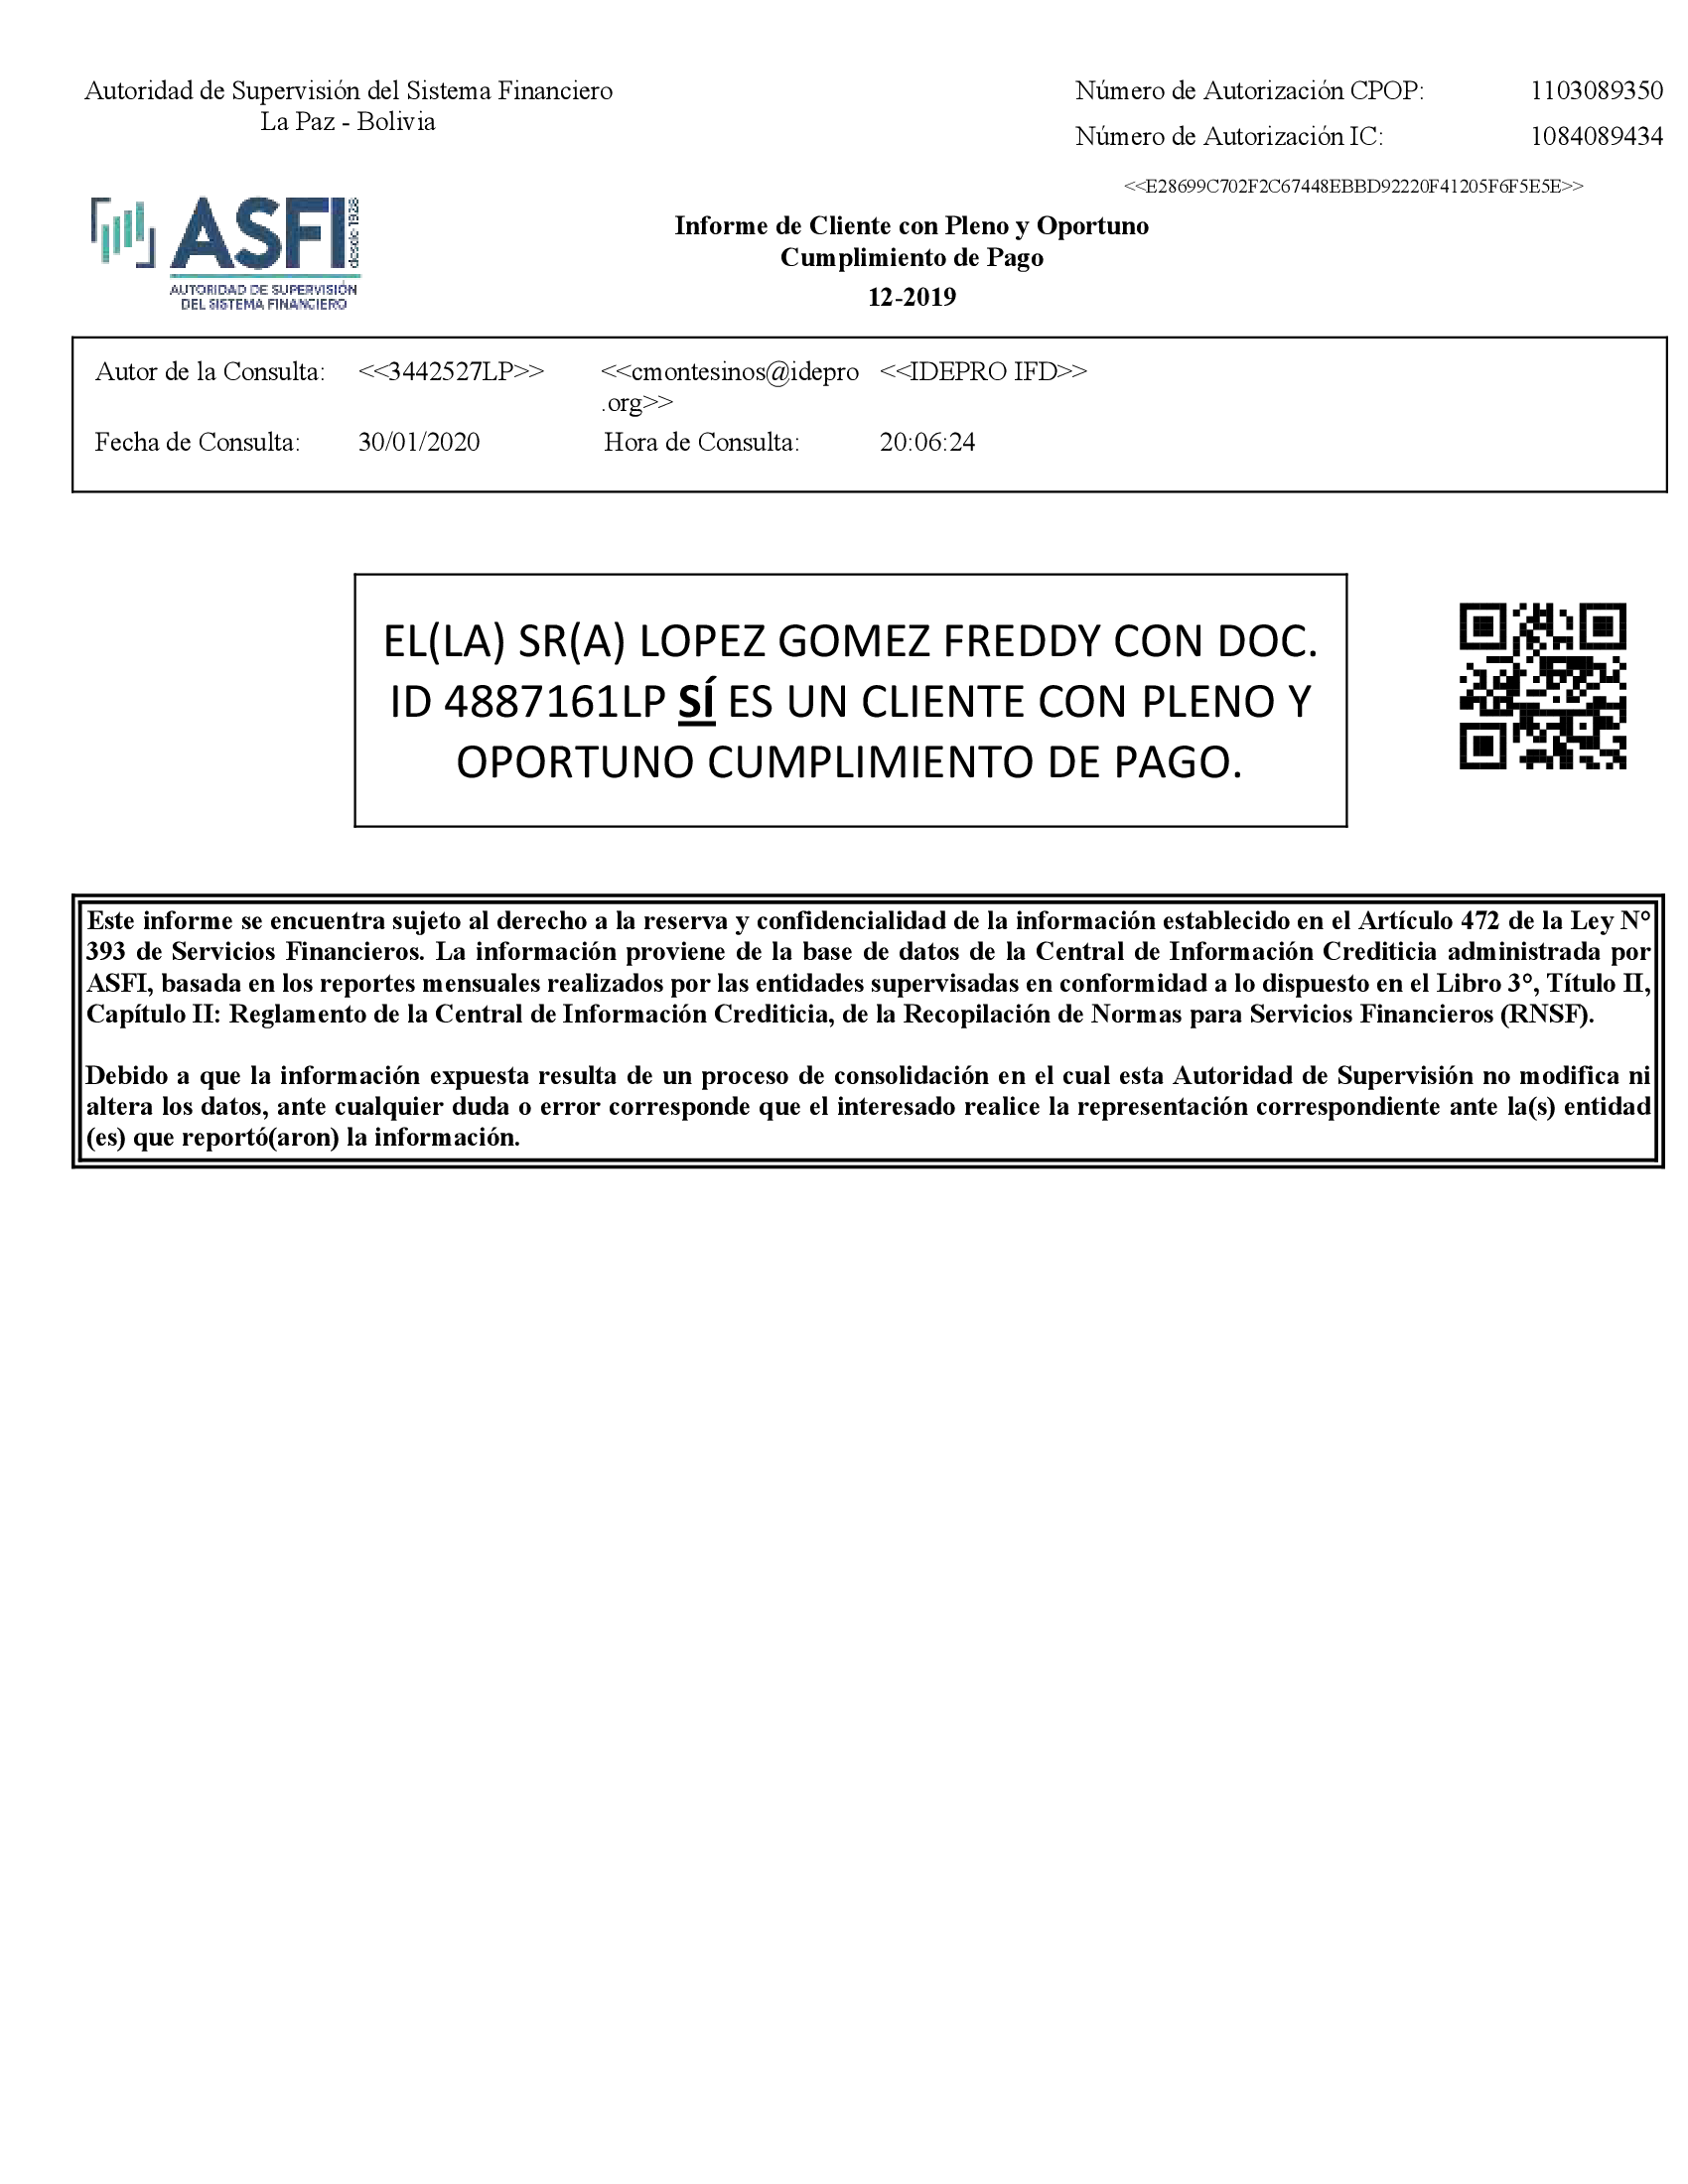 Autoridad de Supervisión del Sistema Financiero
La Paz - Bolivia
Número de Autorización CPOP: 1103089350
Número de Autorización IC: 1084089434
<<E28699C702F2C67448EBBD92220F41205F6F5E5E>>
ASFI desde 1928
AUTORIDAD DE SUPERVISIÓN
DEL SISTEMA FINANCIERO
Informe de Cliente con Pleno y Oportuno
Cumplimiento de Pago
12-2019
Autor de la Consulta: <<3442527LP>> <<cmontesinos@idepro <<IDEPRO IFD>>
.org>>
Fecha de Consulta: 30/01/2020 Hora de Consulta: 20:06:24
EL(LA) SR(A) LOPEZ GOMEZ FREDDY CON DOC.
ID 4887161LP SÍ ES UN CLIENTE CON PLENO Y
OPORTUNO CUMPLIMIENTO DE PAGO.
Este informe se encuentra sujeto al derecho a la reserva y confidencialidad de la información establecido en el Artículo 472 de la Ley N°
393 de Servicios Financieros. La información proviene de la base de datos de la Central de Información Crediticia administrada por
ASFI, basada en los reportes mensuales realizados por las entidades supervisadas en conformidad a lo dispuesto en el Libro 3°, Título II,
Capítulo II: Reglamento de la Central de Información Crediticia, de la Recopilación de Normas para Servicios Financieros (RNSF).
Debido a que la información expuesta resulta de un proceso de consolidación en el cual esta Autoridad de Supervisión no modifica ni
altera los datos, ante cualquier duda o error corresponde que el interesado realice la representación correspondiente ante la(s) entidad
(es) que reportó(aron) la información.